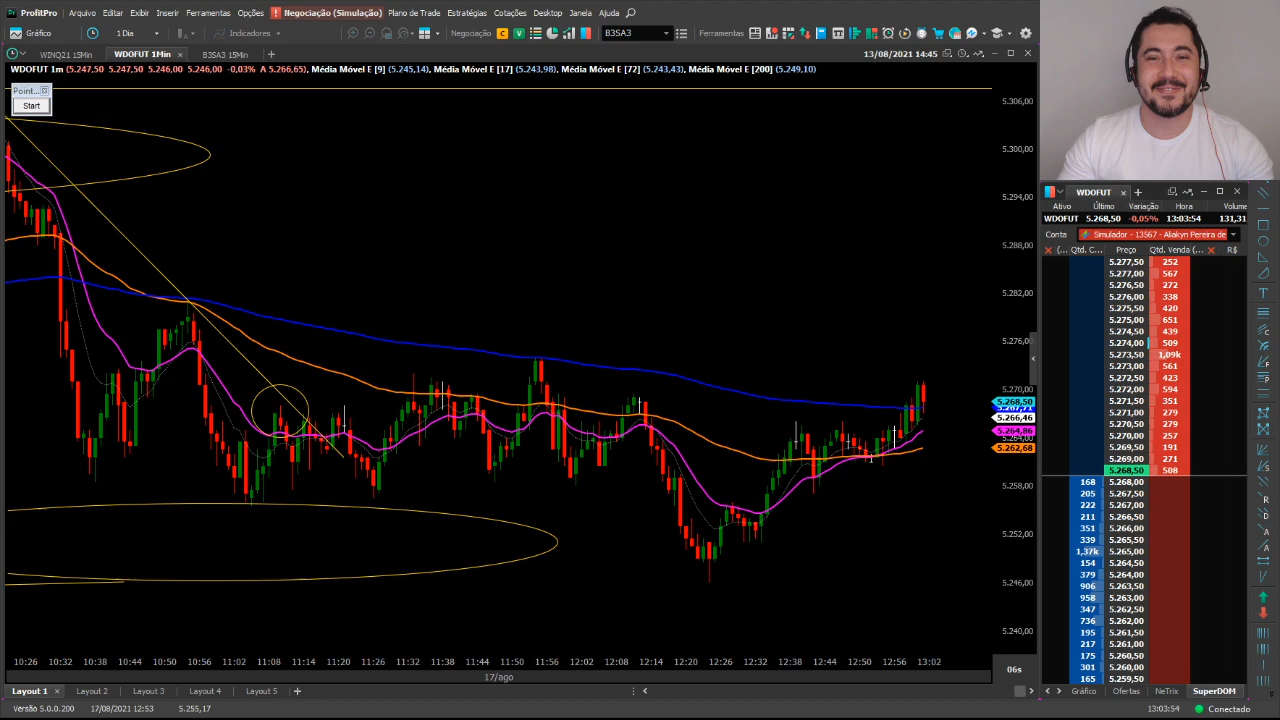 ProfitPro Arquivo Editar Exibir Inserir Ferramentas Opções ! Negociação (Simulação) Plano de Trade Estratégias Cotações Desktop Janela Ajuda
Gráfico 1 Dia Indicadores Negociação C V B3SA3 Ferramentas
WINQ21 15Min WDOFUT 1Min × B3SA3 15Min + 13/08/2021 14:45
WDOFUT 1m (5.247,50 5.247,50 5.246,00 5.246,00 -0,03% A 5.266,65), Média Móvel E [9] (5.245,14), Média Móvel E [17] (5.243,98), Média Móvel E [72] (5.243,43), Média Móvel E [200] (5.249,10)
Point...
Start
5.306,00
5.300,00
5.294,00
5.288,00
5.282,00
5.276,00
5.270,00
5.268,50
5.267,71
5.266,46
5.264,86
5.264,00
5.262,68
5.258,00
5.252,00
5.246,00
5.240,00
10:26 10:32 10:38 10:44 10:50 10:56 11:02 11:08 11:14 11:20 11:26 11:32 11:38 11:44 11:50 11:56 12:02 12:08 12:14 12:20 12:26 12:32 12:38 12:44 12:50 12:56 13:02
06s
17/ago
Layout 1 × Layout 2 Layout 3 Layout 4 Layout 5 +
Versão 5.0.0.200 17/08/2021 12:53 5.255,17
WDOFUT × +
Ativo Último Variação Hora Volume
WDOFUT 5.268,50 -0,05% 13:03:54 131,31
Conta Simulador - 13567 - Aliakyn Pereira de
(... Qtd. C... Preço Qtd. Venda (... R$
5.277,50 252
5.277,00 567
5.276,50 272
5.276,00 338
5.275,50 420
5.275,00 651
5.274,50 439
5.274,00 509
5.273,50 1,09k
5.273,00 561
5.272,50 423
5.272,00 594
5.271,50 351
5.271,00 279
5.270,50 279
5.270,00 257
5.269,50 191
5.269,00 271
5.268,50 508
168 5.268,00
205 5.267,50
222 5.267,00
211 5.266,50
351 5.266,00
339 5.265,50
1,37k 5.265,00
154 5.264,50
379 5.264,00
906 5.263,50
958 5.263,00
347 5.262,50
736 5.262,00
195 5.261,50
217 5.261,00
175 5.260,50
301 5.260,00
165 5.259,50
Gráfico Ofertas NeTrix SuperDOM
13:03:54 Conectado